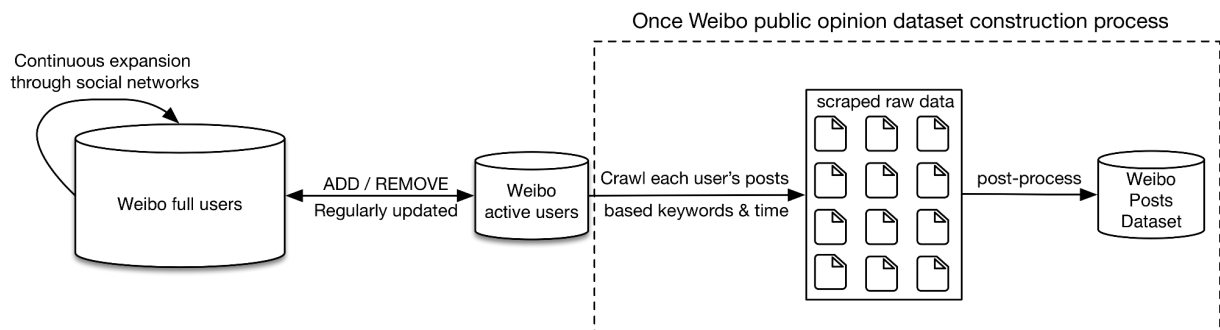 Once Weibo public opinion dataset construction process
Continuous expansion
through social networks
Weibo full users
ADD / REMOVE
Regularly updated
Weibo
active users
Crawl each user's posts
based keywords & time
scraped raw data
post-process
Weibo
Posts
Dataset